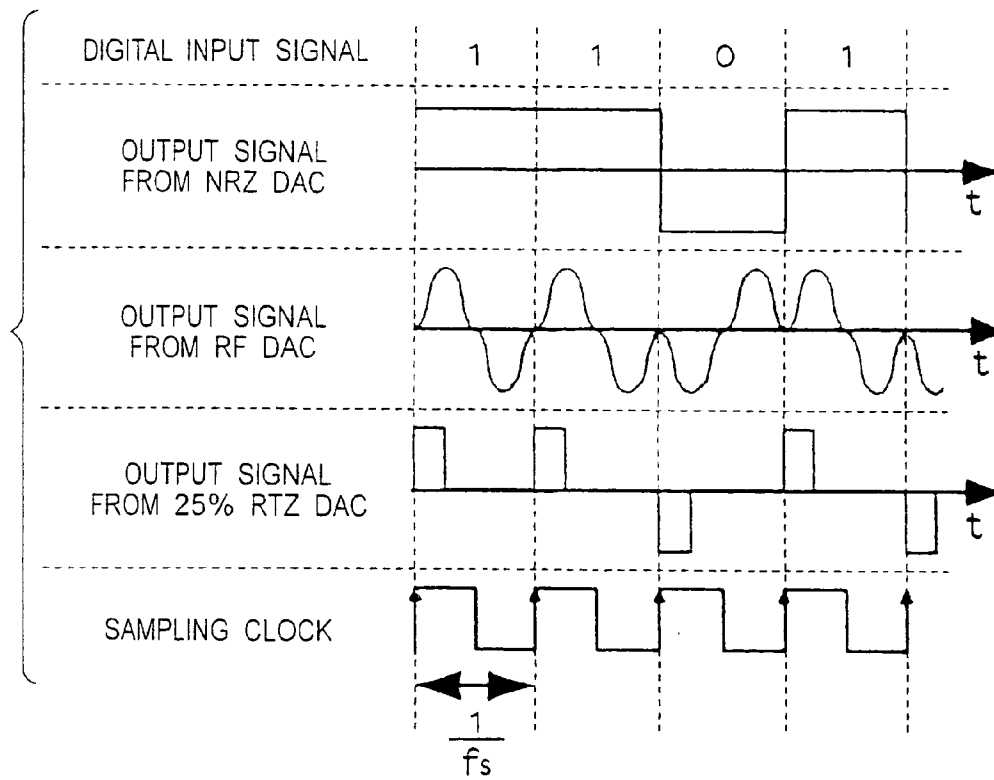 DIGITAL INPUT SIGNAL 1 1 0 1
OUTPUT SIGNAL
FROM NRZ DAC
t
OUTPUT SIGNAL
FROM RF DAC
t
OUTPUT SIGNAL
FROM 25% RTZ DAC
t
SAMPLING CLOCK
1
fs